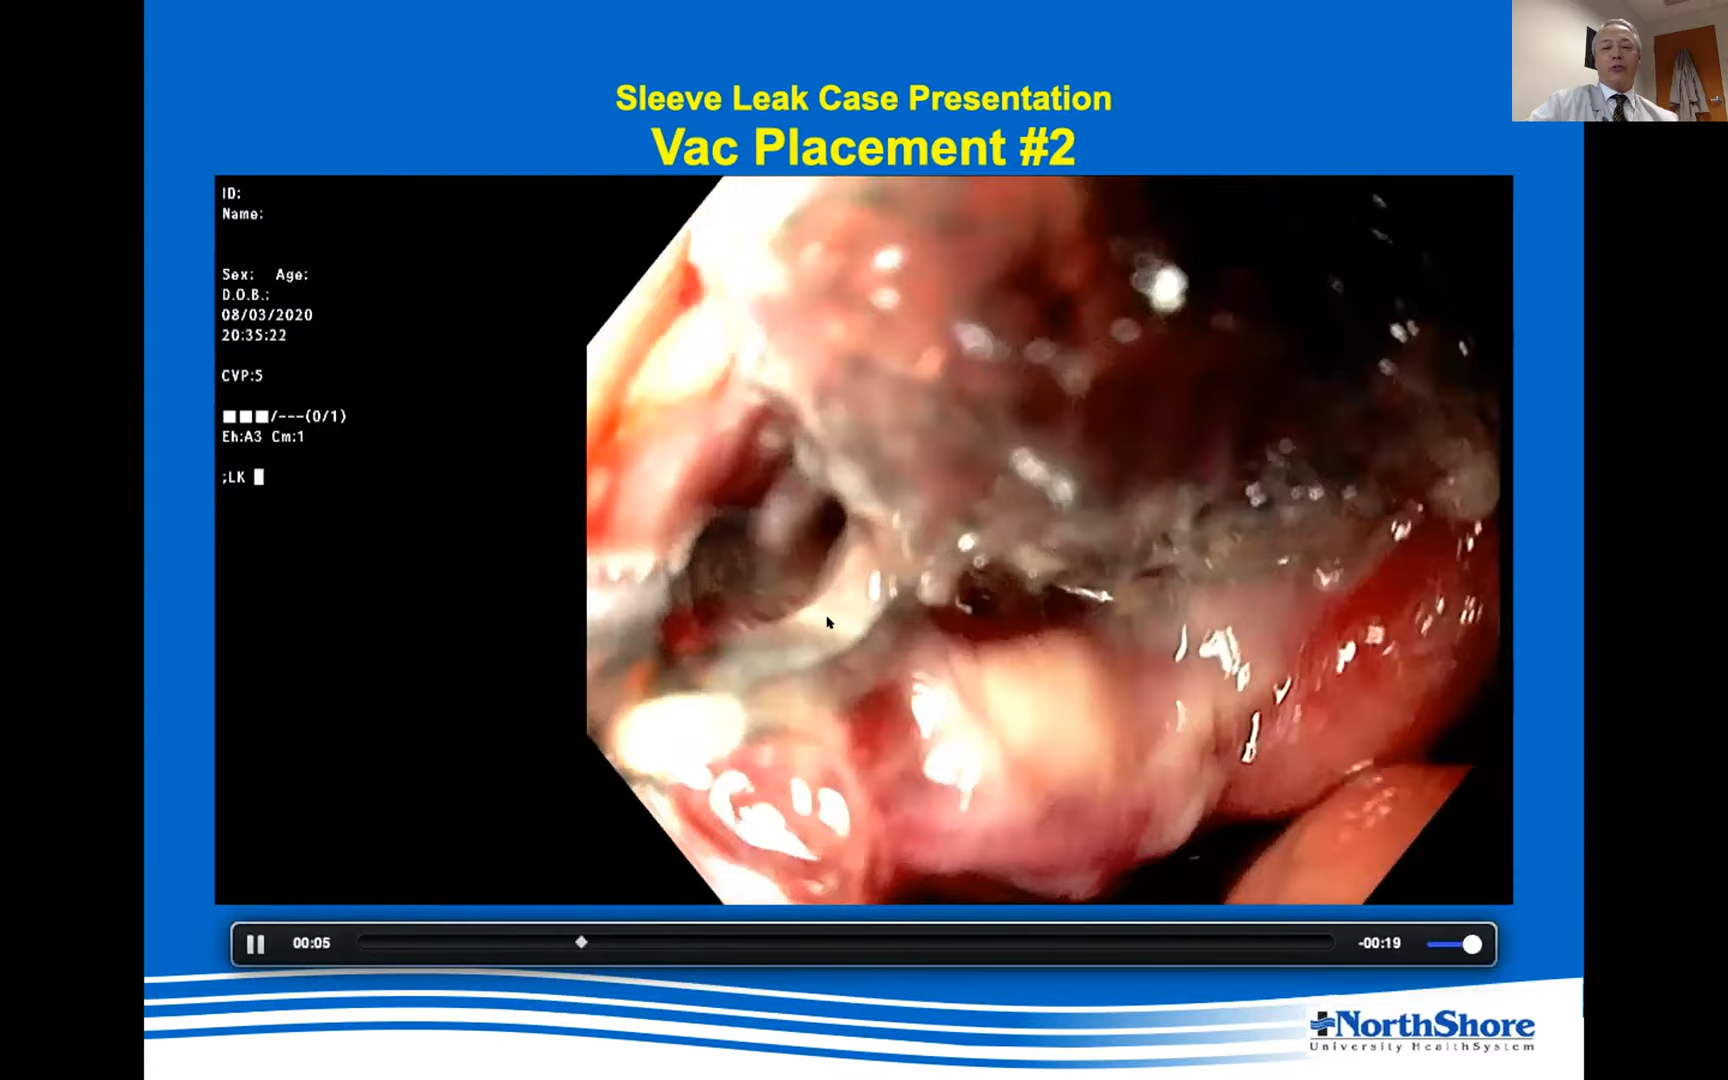 Sleeve Leak Case Presentation
Vac Placement #2
ID:
Name:
Sex: Age:
D.O.B.:
08/03/2020
20:35:22
CVP:5
■■■/---(0/1)
Eh:A3 Cm:1
;LK
00:05
-00:19
NorthShore
University HealthSystem